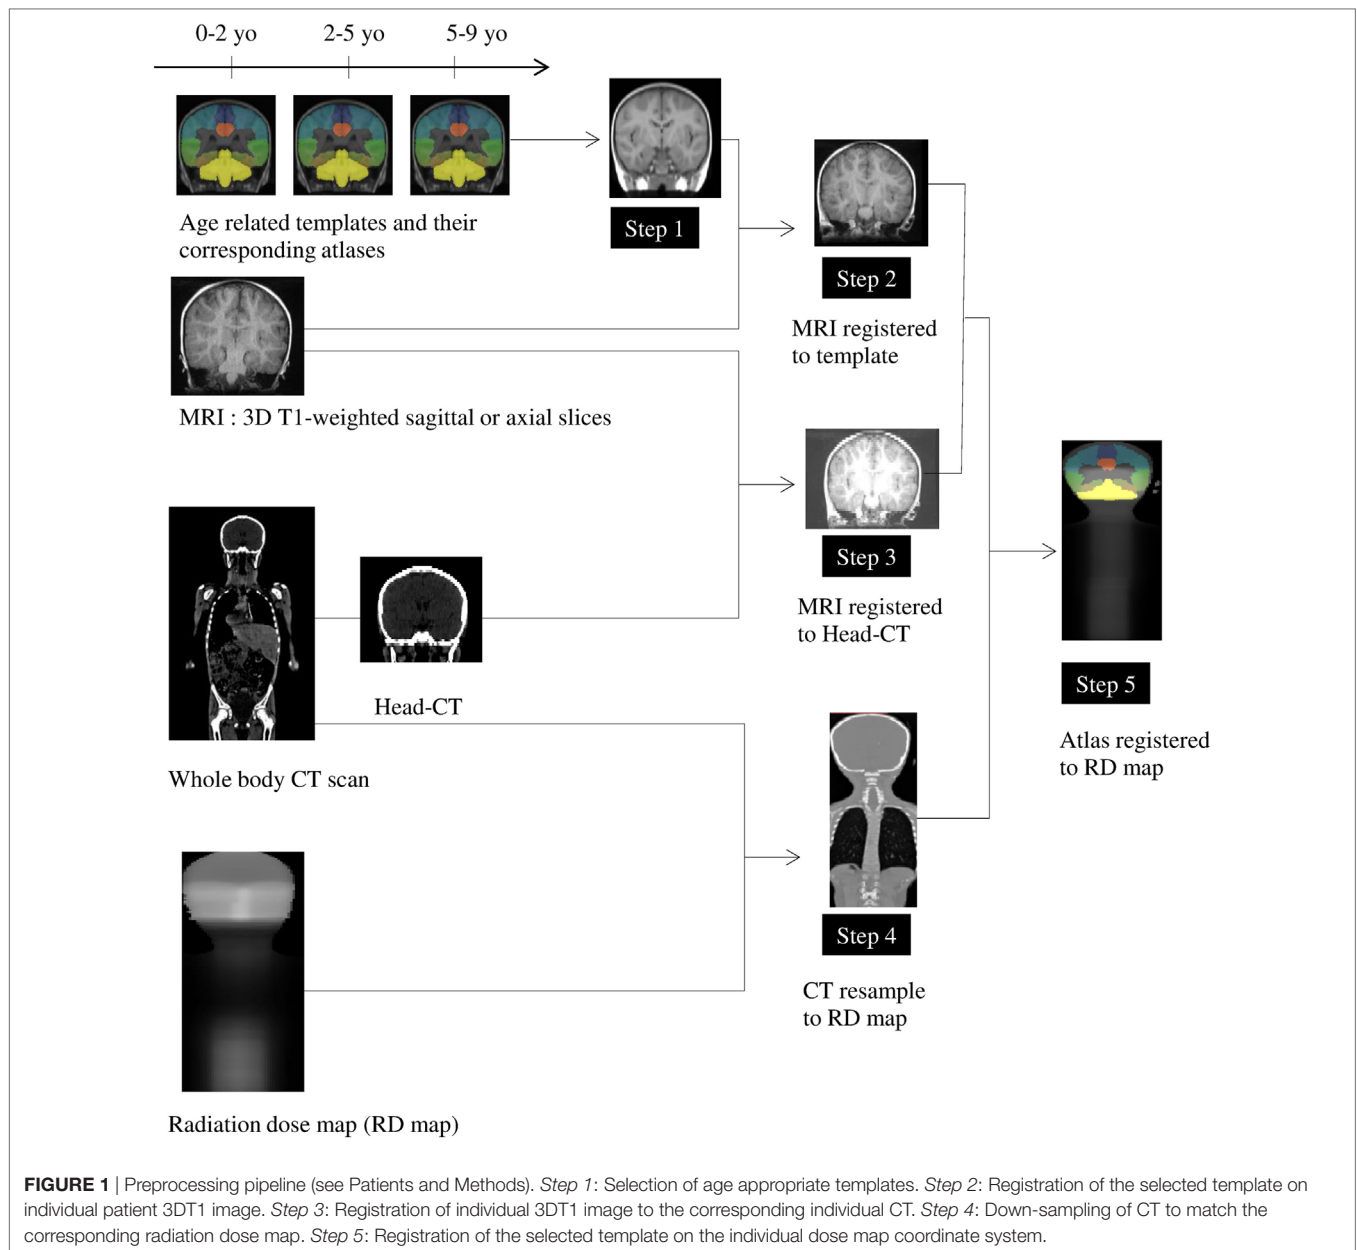 0-2 yo 2-5 yo 5-9 yo
Age related templates and their
corresponding atlases
Step 1
Step 2
MRI registered
to template
MRI : 3D T1-weighted sagittal or axial slices
Step 3
MRI registered
to Head-CT
Head-CT
Whole body CT scan
Step 4
CT resample
to RD map
Step 5
Atlas registered
to RD map
Radiation dose map (RD map)
FIGURE 1 | Preprocessing pipeline (see Patients and Methods). Step 1: Selection of age appropriate templates. Step 2: Registration of the selected template on
individual patient 3DT1 image. Step 3: Registration of individual 3DT1 image to the corresponding individual CT. Step 4: Down-sampling of CT to match the
corresponding radiation dose map. Step 5: Registration of the selected template on the individual dose map coordinate system.